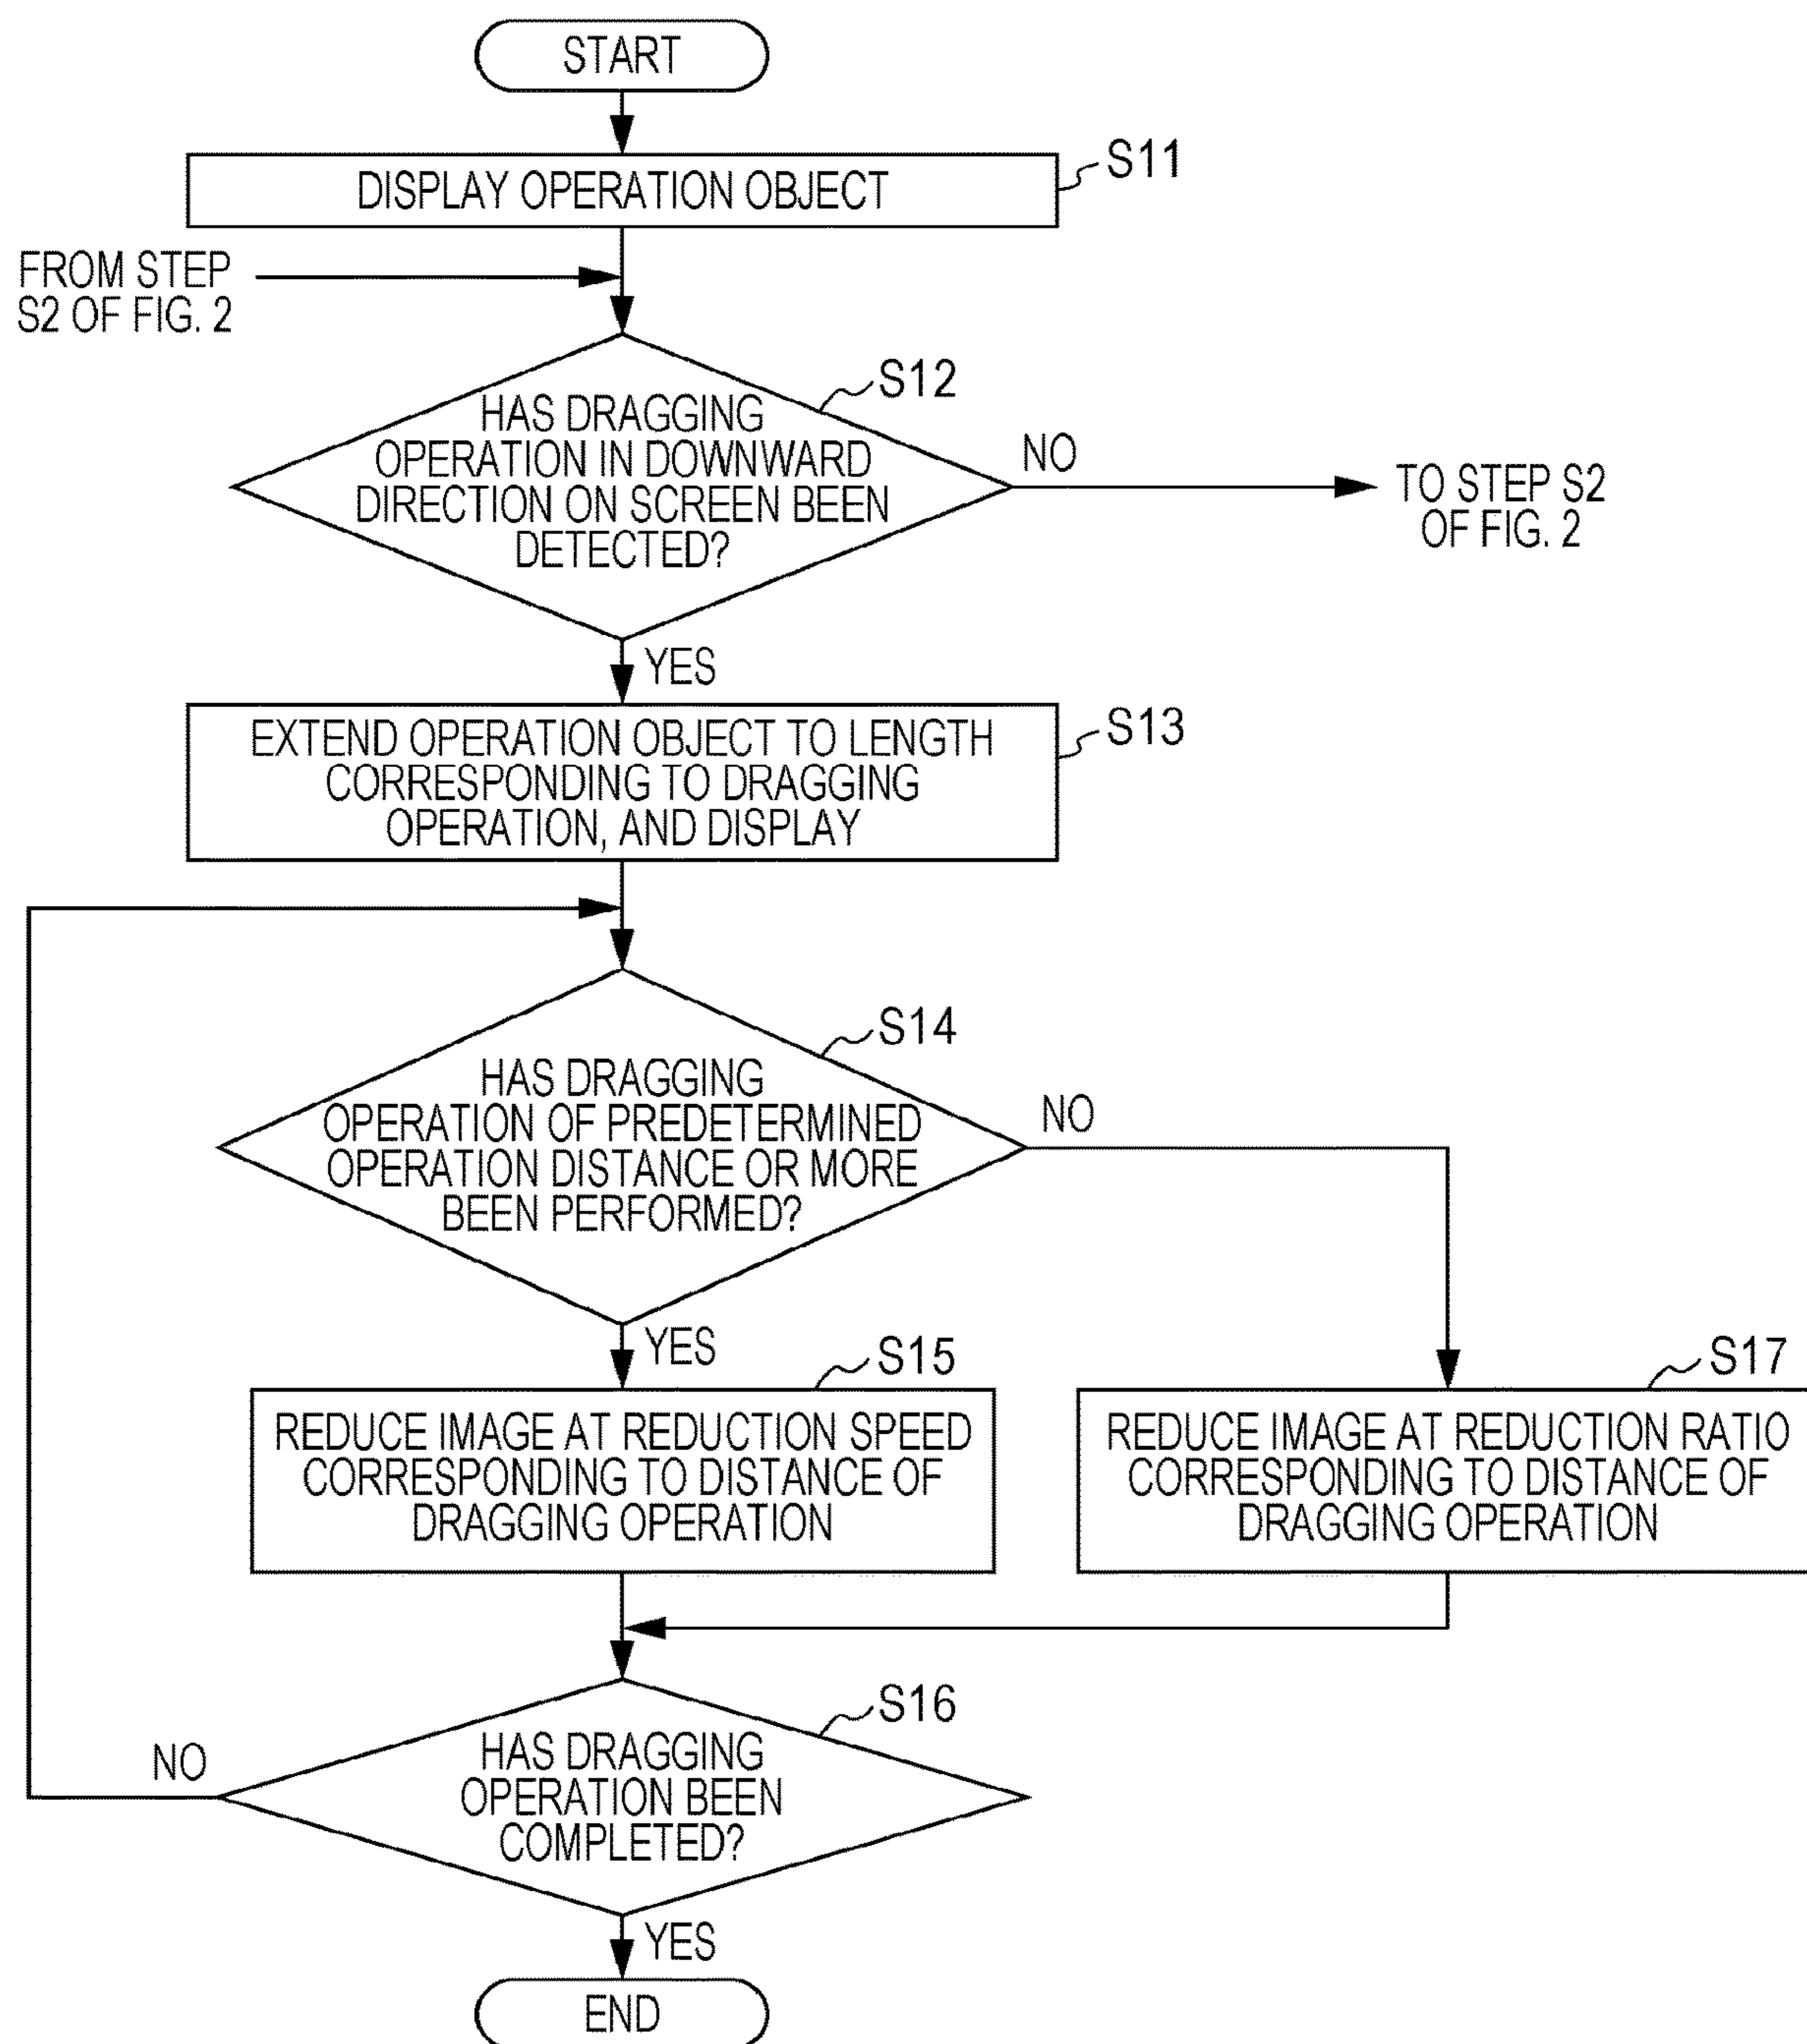 START
DISPLAY OPERATION OBJECT
S11
FROM STEP
S2 OF FIG. 2
S12
HAS DRAGGING
OPERATION IN DOWNWARD
DIRECTION ON SCREEN BEEN
DETECTED?
NO
TO STEP S2
OF FIG. 2
YES
S13
EXTEND OPERATION OBJECT TO LENGTH
CORRESPONDING TO DRAGGING
OPERATION, AND DISPLAY
S14
HAS DRAGGING
OPERATION OF PREDETERMINED
OPERATION DISTANCE OR MORE
BEEN PERFORMED?
NO
YES
S15
REDUCE IMAGE AT REDUCTION SPEED
CORRESPONDING TO DISTANCE OF
DRAGGING OPERATION
S17
REDUCE IMAGE AT REDUCTION RATIO
CORRESPONDING TO DISTANCE OF
DRAGGING OPERATION
S16
HAS DRAGGING
OPERATION BEEN
COMPLETED?
NO
YES
END